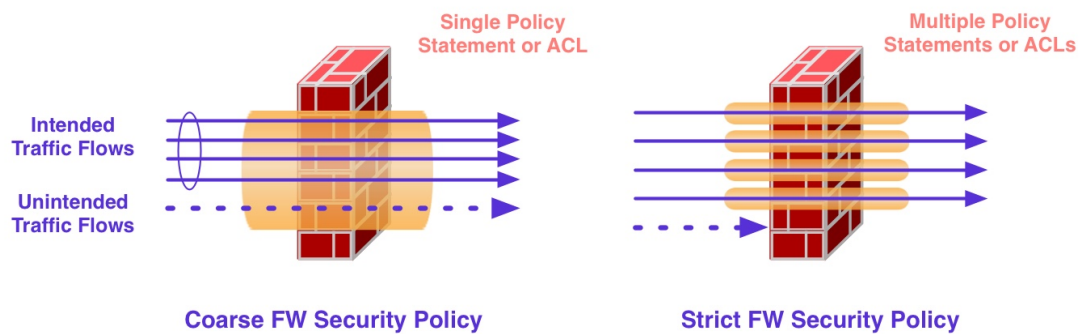 Single Policy
Statement or ACL
Multiple Policy
Statements or ACLs
Intended
Traffic Flows
Unintended
Traffic Flows
Coarse FW Security Policy
Strict FW Security Policy